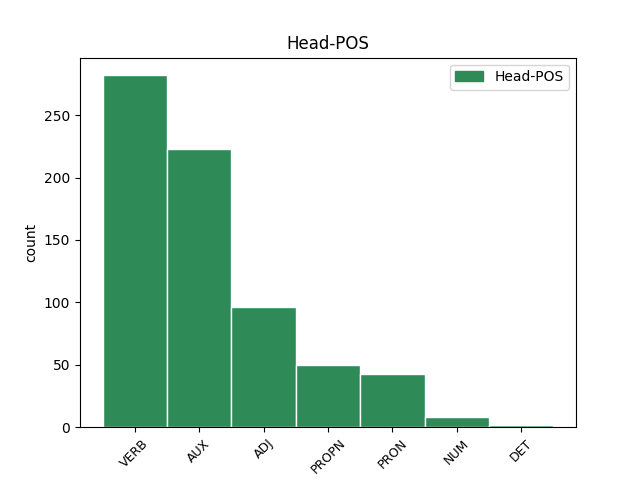 Head-POS
Head-POS
250
200
150
100
50
0
count
VERB
AUX
ADJ
PROPN
PRON
NUM
DET